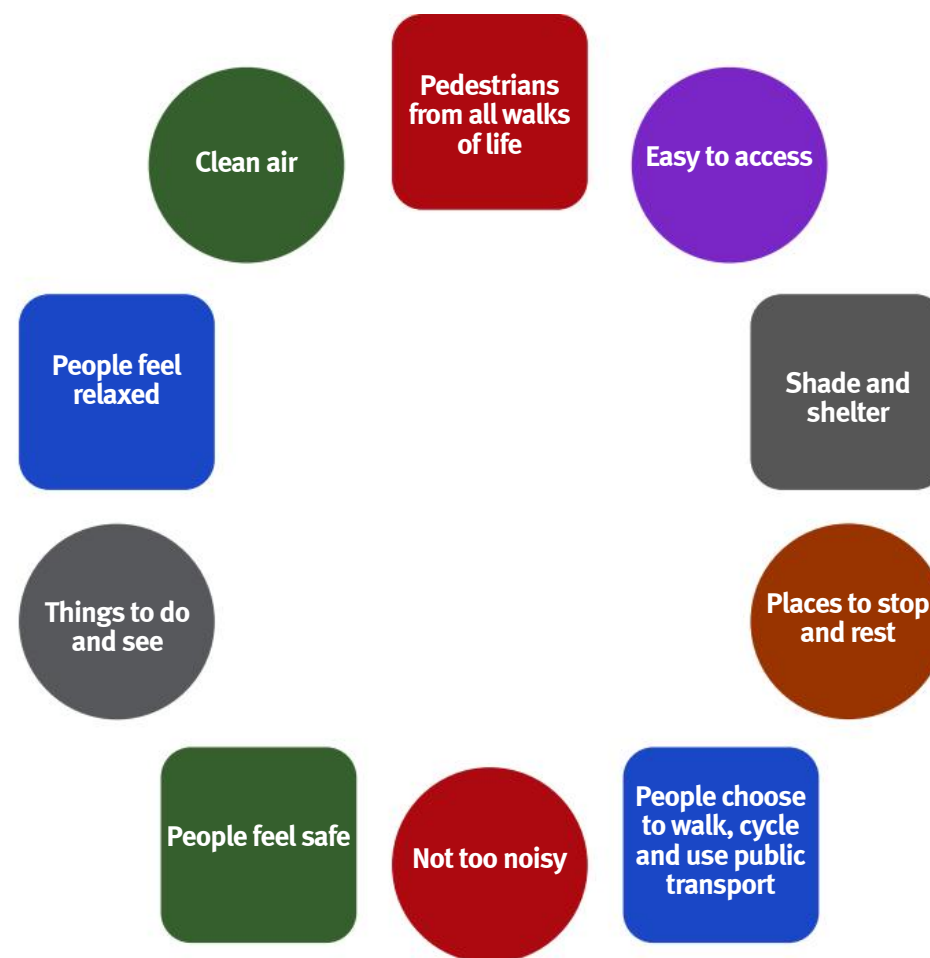 Pedestrians
from all walks
of life
Easy to access
Shade and
shelter
Places to stop
and rest
People choose
to walk, cycle
and use public
transport
Not too noisy
People feel safe
Things to do
and see
People feel
relaxed
Clean air